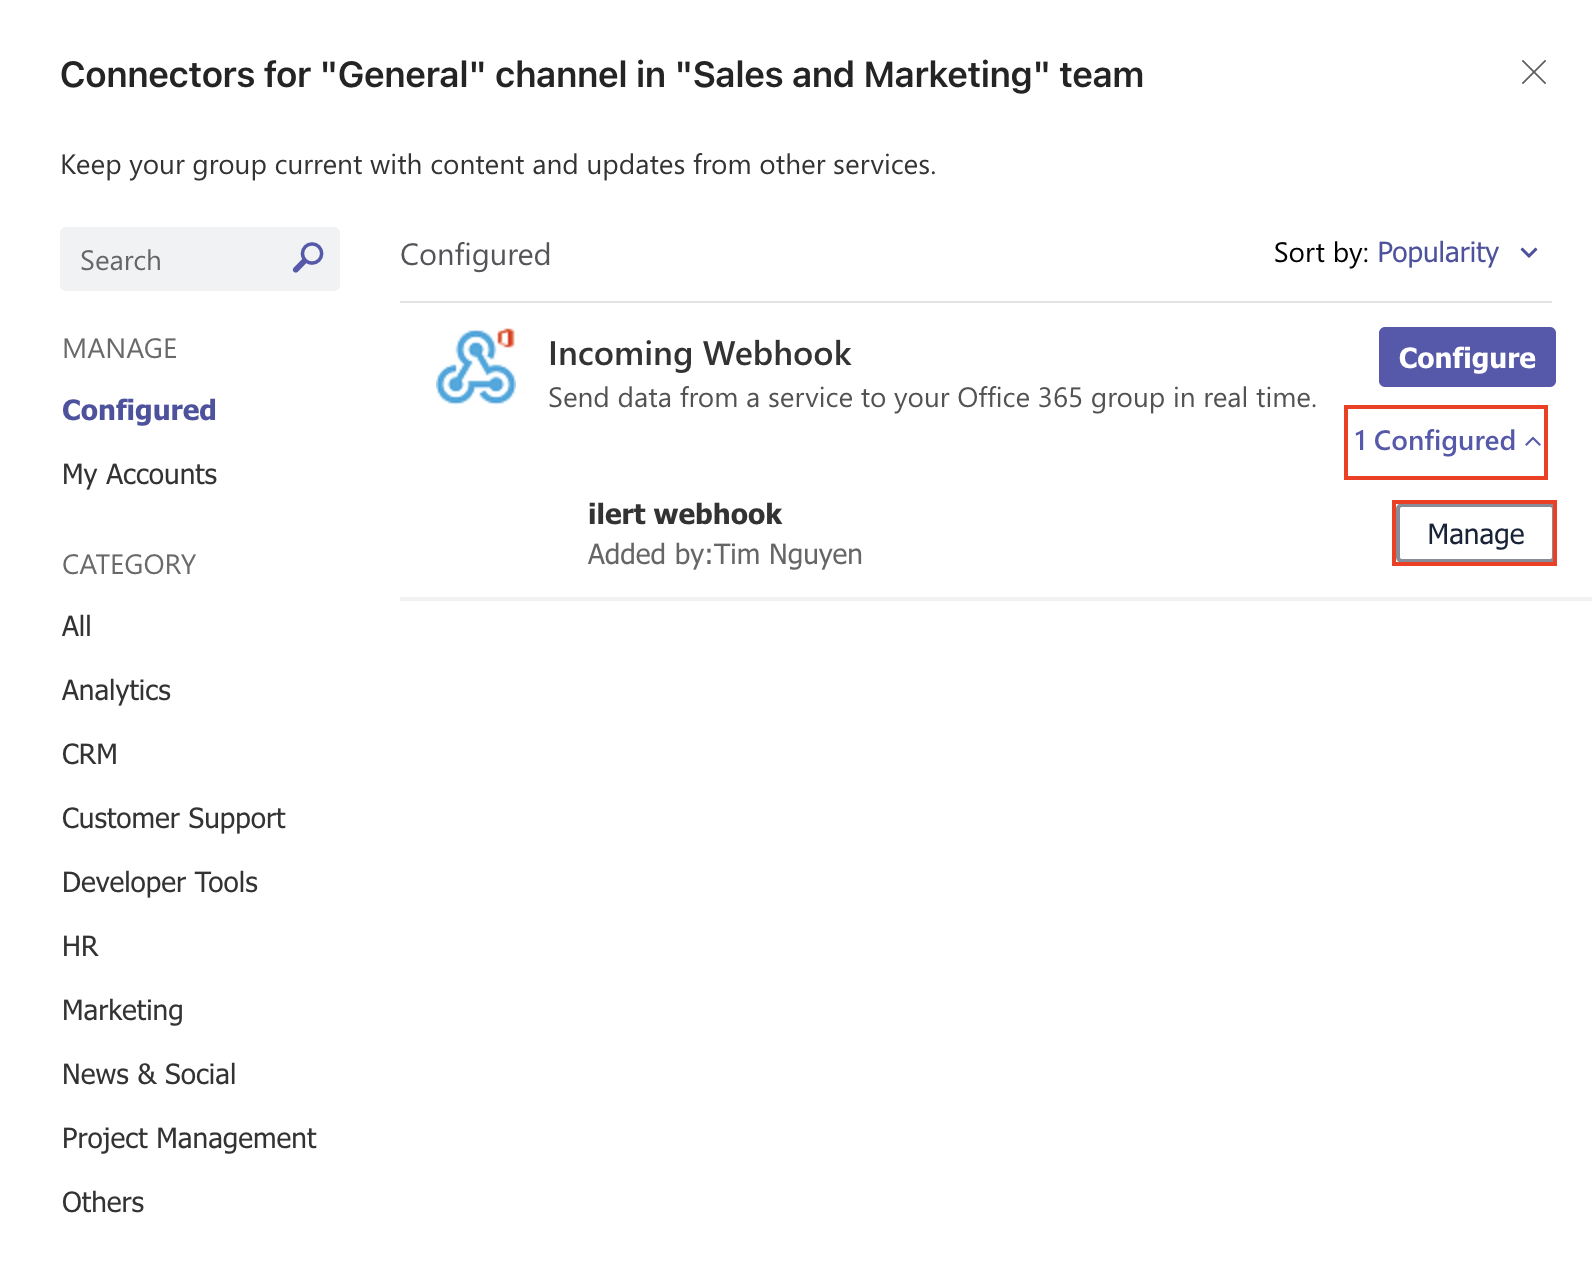 Connectors for "General" channel in "Sales and Marketing" team
Keep your group current with content and updates from other services.
Search
MANAGE
Configured
My Accounts
CATEGORY
All
Analytics
CRM
Customer Support
Developer Tools
HR
Marketing
News & Social
Project Management
Others
Configured
Sort by: Popularity
Incoming Webhook
Send data from a service to your Office 365 group in real time.
Configure
1 Configured
ilert webhook
Added by:Tim Nguyen
Manage